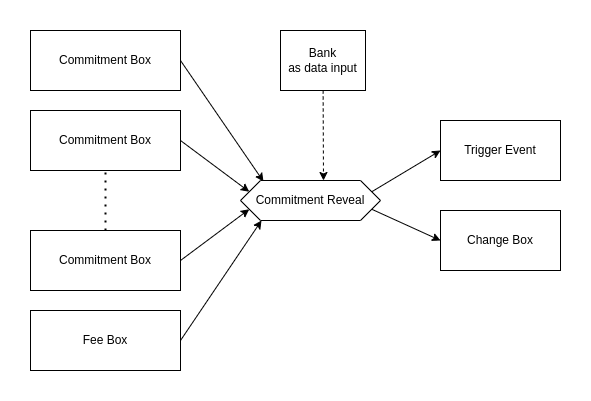 Commitment Box
Bank
as data input
Commitment Box
Trigger Event
Commitment Reveal
Commitment Box
Change Box
Fee Box